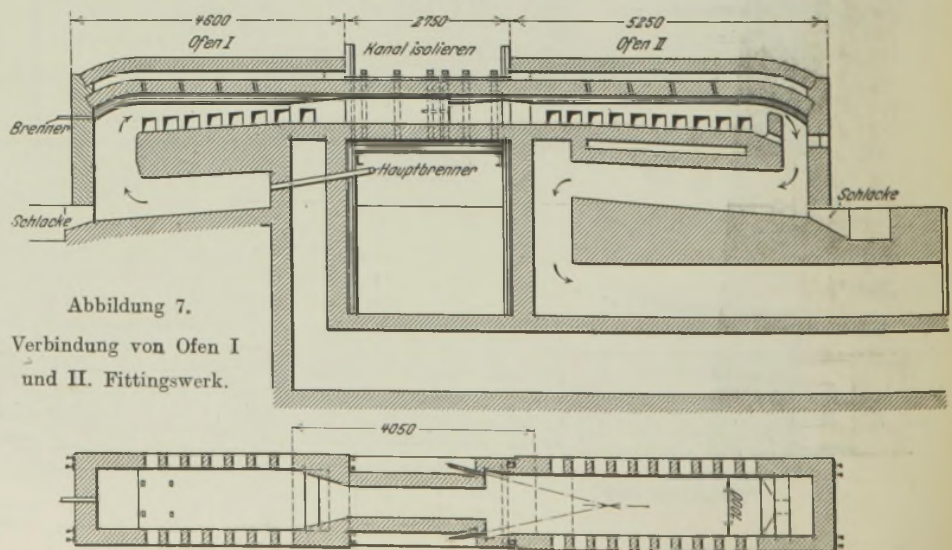 4600
2750
5250
Ofen I
Kanal isolieren
Ofen II
Brenner
Hauptbrenner
Schlacke
Schlacke
Abbildung 7.
Verbindung von Ofen I
und II. Fittingswerk.
4050
1000